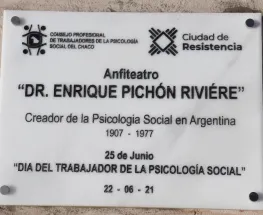 CONSEJO PROFESIONAL
DE TRABAJADORES DE LA PSICOLOGÍA
SOCIAL DEL CHACO
Ciudad de
Resistencia
Anfiteatro
“DR. ENRIQUE PICHÓN RIVIÉRE”
Creador de la Psicologia Social en Argentina
1907 - 1977
25 de Junio
“DIA DEL TRABAJADOR DE LA PSICOLOGÍA SOCIAL”
22 - 06 - 21